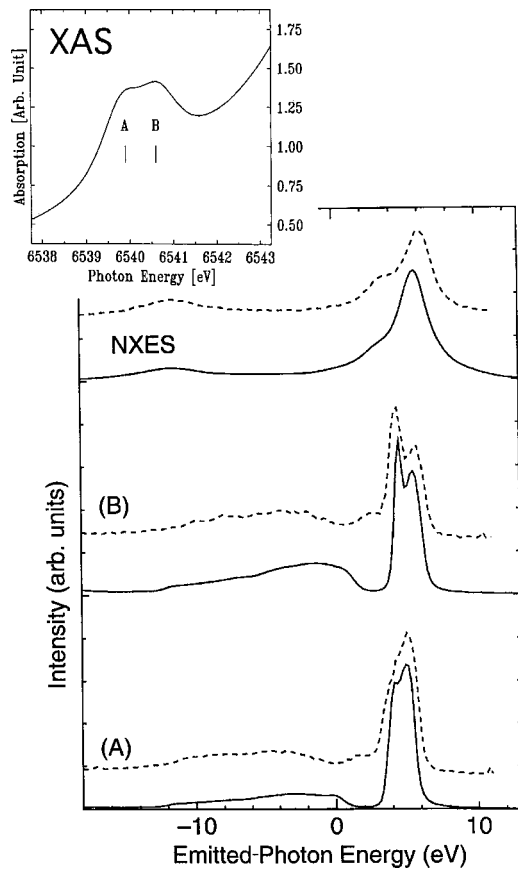 XAS
Absorption [Arb. Unit]
1.75
1.50
1.25
1.00
0.75
0.50
A
B
6538 6539 6540 6541 6542 6543
Photon Energy [eV]
NXES
(B)
(A)
Intensity (arb. units)
−10 0 10
Emitted-Photon Energy (eV)